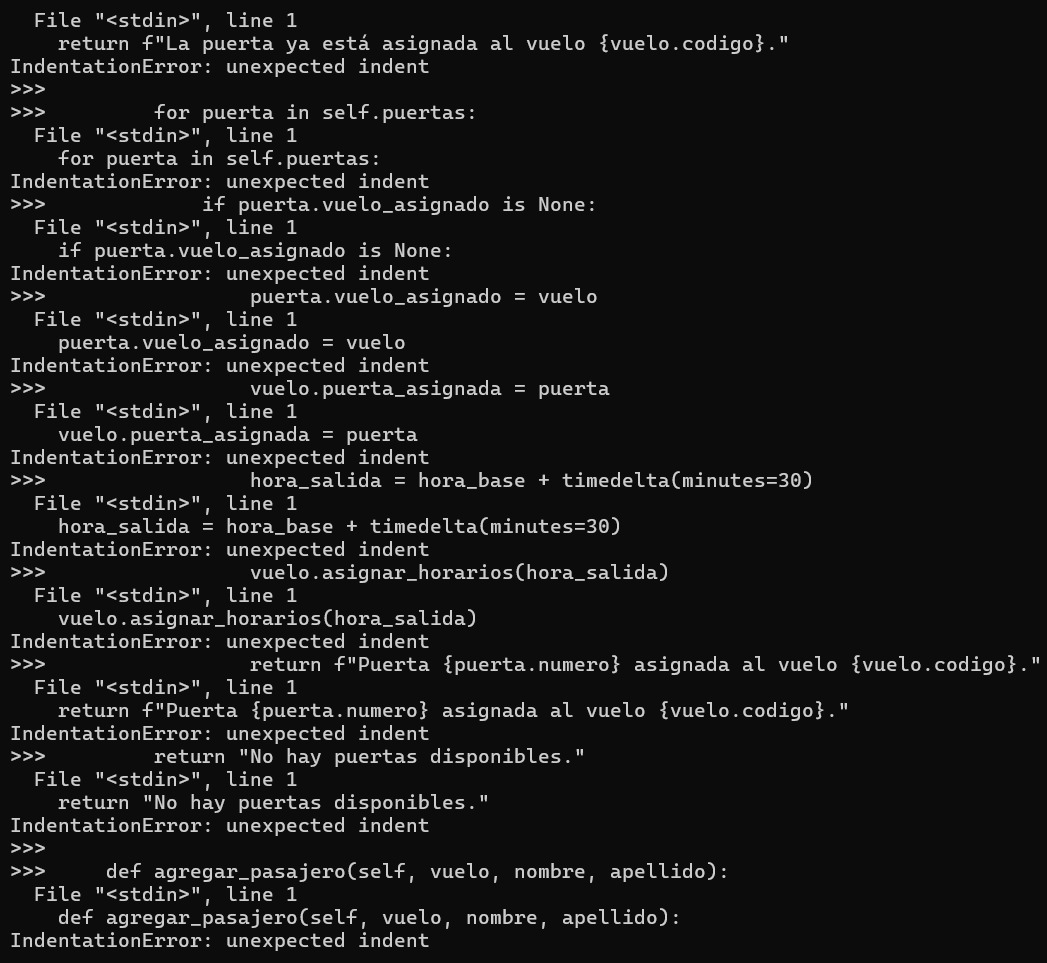 File "<stdin>", line 1
    return f"La puerta ya está asignada al vuelo {vuelo.codigo}."
IndentationError: unexpected indent
>>>
>>>         for puerta in self.puertas:
  File "<stdin>", line 1
    for puerta in self.puertas:
IndentationError: unexpected indent
>>>             if puerta.vuelo_asignado is None:
  File "<stdin>", line 1
    if puerta.vuelo_asignado is None:
IndentationError: unexpected indent
>>>                 puerta.vuelo_asignado = vuelo
  File "<stdin>", line 1
    puerta.vuelo_asignado = vuelo
IndentationError: unexpected indent
>>>                 vuelo.puerta_asignada = puerta
  File "<stdin>", line 1
    vuelo.puerta_asignada = puerta
IndentationError: unexpected indent
>>>                 hora_salida = hora_base + timedelta(minutes=30)
  File "<stdin>", line 1
    hora_salida = hora_base + timedelta(minutes=30)
IndentationError: unexpected indent
>>>                 vuelo.asignar_horarios(hora_salida)
  File "<stdin>", line 1
    vuelo.asignar_horarios(hora_salida)
IndentationError: unexpected indent
>>>                 return f"Puerta {puerta.numero} asignada al vuelo {vuelo.codigo}."
  File "<stdin>", line 1
    return f"Puerta {puerta.numero} asignada al vuelo {vuelo.codigo}."
IndentationError: unexpected indent
>>>         return "No hay puertas disponibles."
  File "<stdin>", line 1
    return "No hay puertas disponibles."
IndentationError: unexpected indent
>>>
>>>     def agregar_pasajero(self, vuelo, nombre, apellido):
  File "<stdin>", line 1
    def agregar_pasajero(self, vuelo, nombre, apellido):
IndentationError: unexpected indent